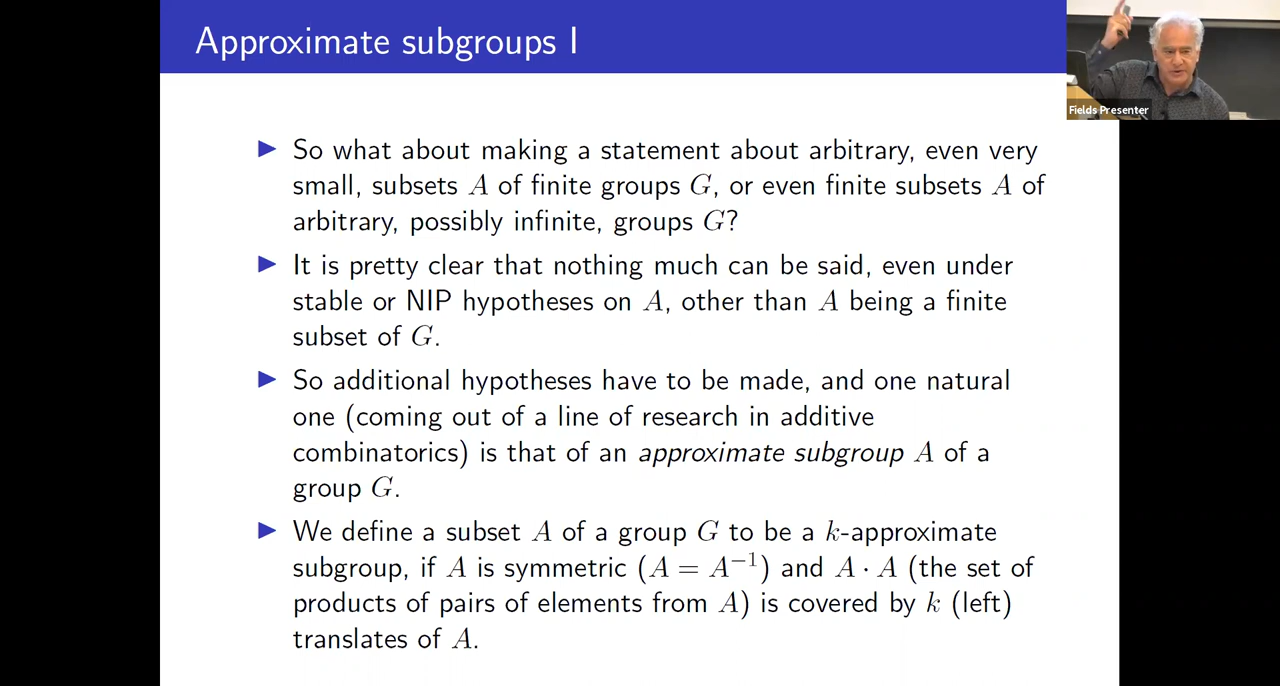 Approximate subgroups I
Fields Presenter
▶ So what about making a statement about arbitrary, even very
small, subsets A of finite groups G, or even finite subsets A of
arbitrary, possibly infinite, groups G?
▶ It is pretty clear that nothing much can be said, even under
stable or NIP hypotheses on A, other than A being a finite
subset of G.
▶ So additional hypotheses have to be made, and one natural
one (coming out of a line of research in additive
combinatorics) is that of an approximate subgroup A of a
group G.
▶ We define a subset A of a group G to be a k-approximate
subgroup, if A is symmetric (A = A⁻¹) and A · A (the set of
products of pairs of elements from A) is covered by k (left)
translates of A.